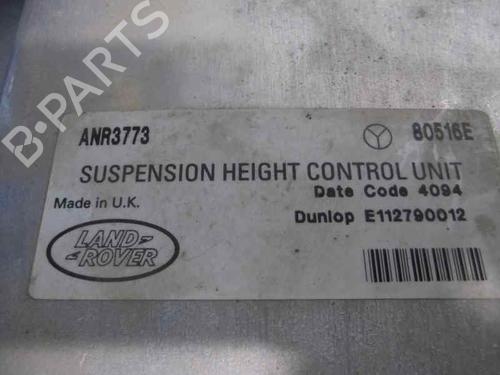 B-PARTS
ANR3773
80516E
SUSPENSION HEIGHT CONTROL UNIT
Date Code 4094
Made in U.K.
Dunlop E112790012
LAND
ROVER